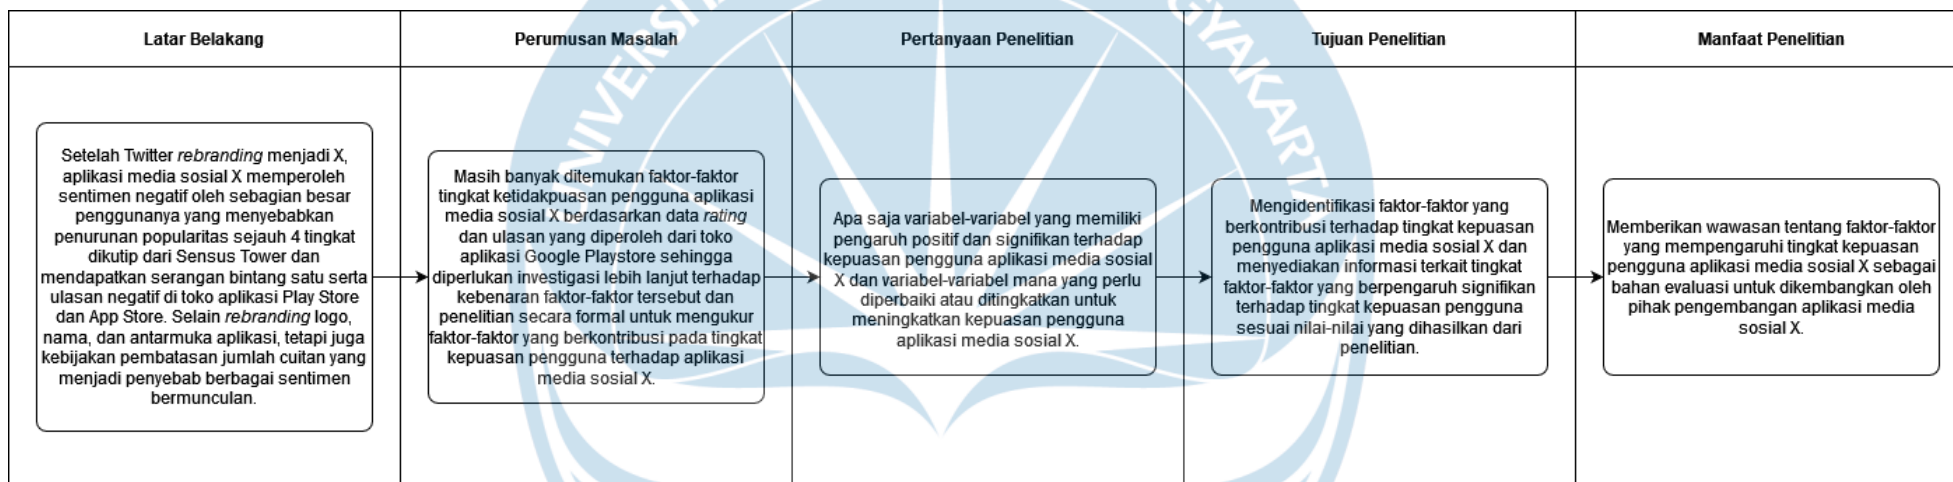 UNIVERSI
GYAKARTA
Latar Belakang
Perumusan Masalah
Pertanyaan Penelitian
Tujuan Penelitian
Manfaat Penelitian
Setelah Twitter rebranding menjadi X,
aplikasi media sosial X memperoleh
sentimen negatif oleh sebagian besar
penggunanya yang menyebabkan
penurunan popularitas sejauh 4 tingkat
dikutip dari Sensus Tower dan
mendapatkan serangan bintang satu serta
ulasan negatif di toko aplikasi Play Store
dan App Store. Selain rebranding logo,
nama, dan antarmuka aplikasi, tetapi juga
kebijakan pembatasan jumlah cuitan yang
menjadi penyebab berbagai sentimen
bermunculan.
Masih banyak ditemukan faktor-faktor
tingkat ketidakpuasan pengguna aplikasi
media sosial X berdasarkan data rating
dan ulasan yang diperoleh dari toko
aplikasi Google Playstore sehingga
diperlukan investigasi lebih lanjut terhadap
kebenaran faktor-faktor tersebut dan
penelitian secara formal untuk mengukur
faktor-faktor yang berkontribusi pada tingkat
kepuasan pengguna terhadap aplikasi
media sosial X.
Apa saja variabel-variabel yang memiliki
pengaruh positif dan signifikan terhadap
kepuasan pengguna aplikasi media sosial
X dan variabel-variabel mana yang perlu
diperbaiki atau ditingkatkan untuk
meningkatkan kepuasan pengguna
aplikasi media sosial X.
Mengidentifikasi faktor-faktor yang
berkontribusi terhadap tingkat kepuasan
pengguna aplikasi media sosial X dan
menyediakan informasi terkait tingkat
faktor-faktor yang berpengaruh signifikan
terhadap tingkat kepuasan pengguna
sesuai nilai-nilai yang dihasilkan dari
penelitian.
Memberikan wawasan tentang faktor-faktor
yang mempengaruhi tingkat kepuasan
pengguna aplikasi media sosial X sebagai
bahan evaluasi untuk dikembangkan oleh
pihak pengembangan aplikasi media
sosial X.